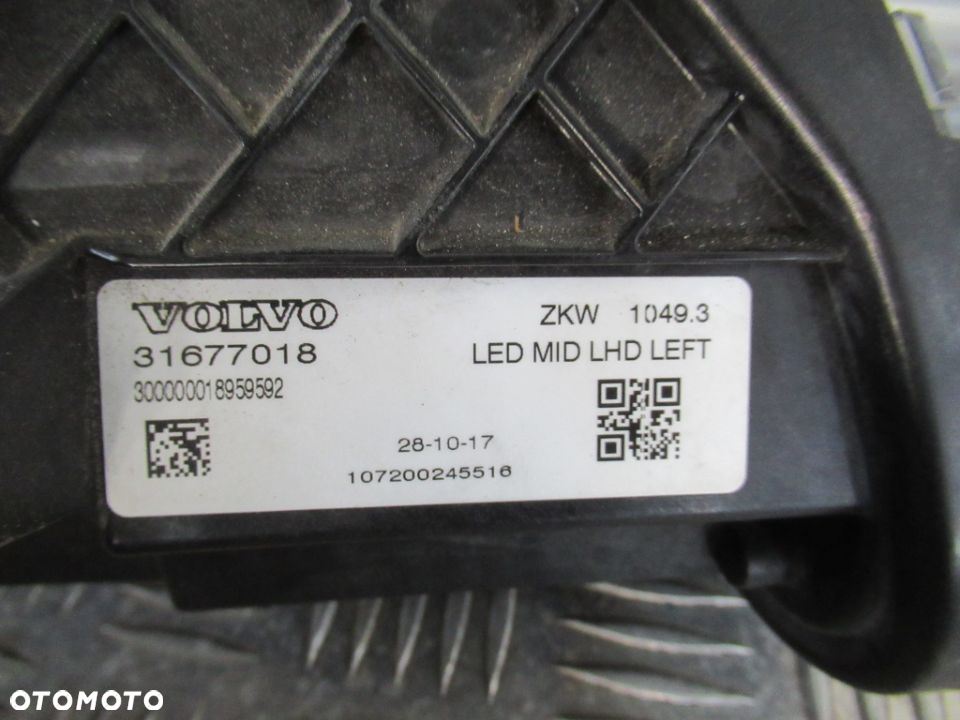 VOLVO
ZKW 1049.3
31677018
LED MID LHD LEFT
300000018959592
28-10-17
107200245516
OTOMOTO